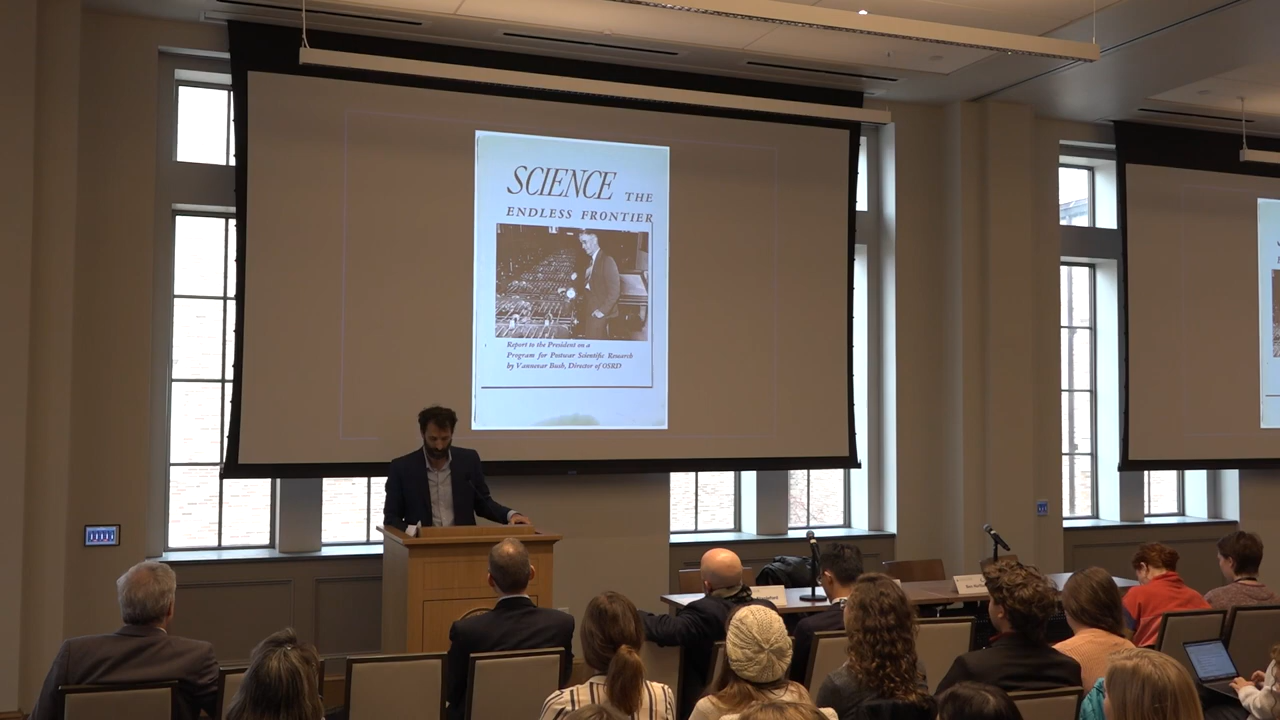 SCIENCE THE
ENDLESS FRONTIER
Report to the President on a
Program for Postwar Scientific Research
by Vannevar Bush, Director of OSRD